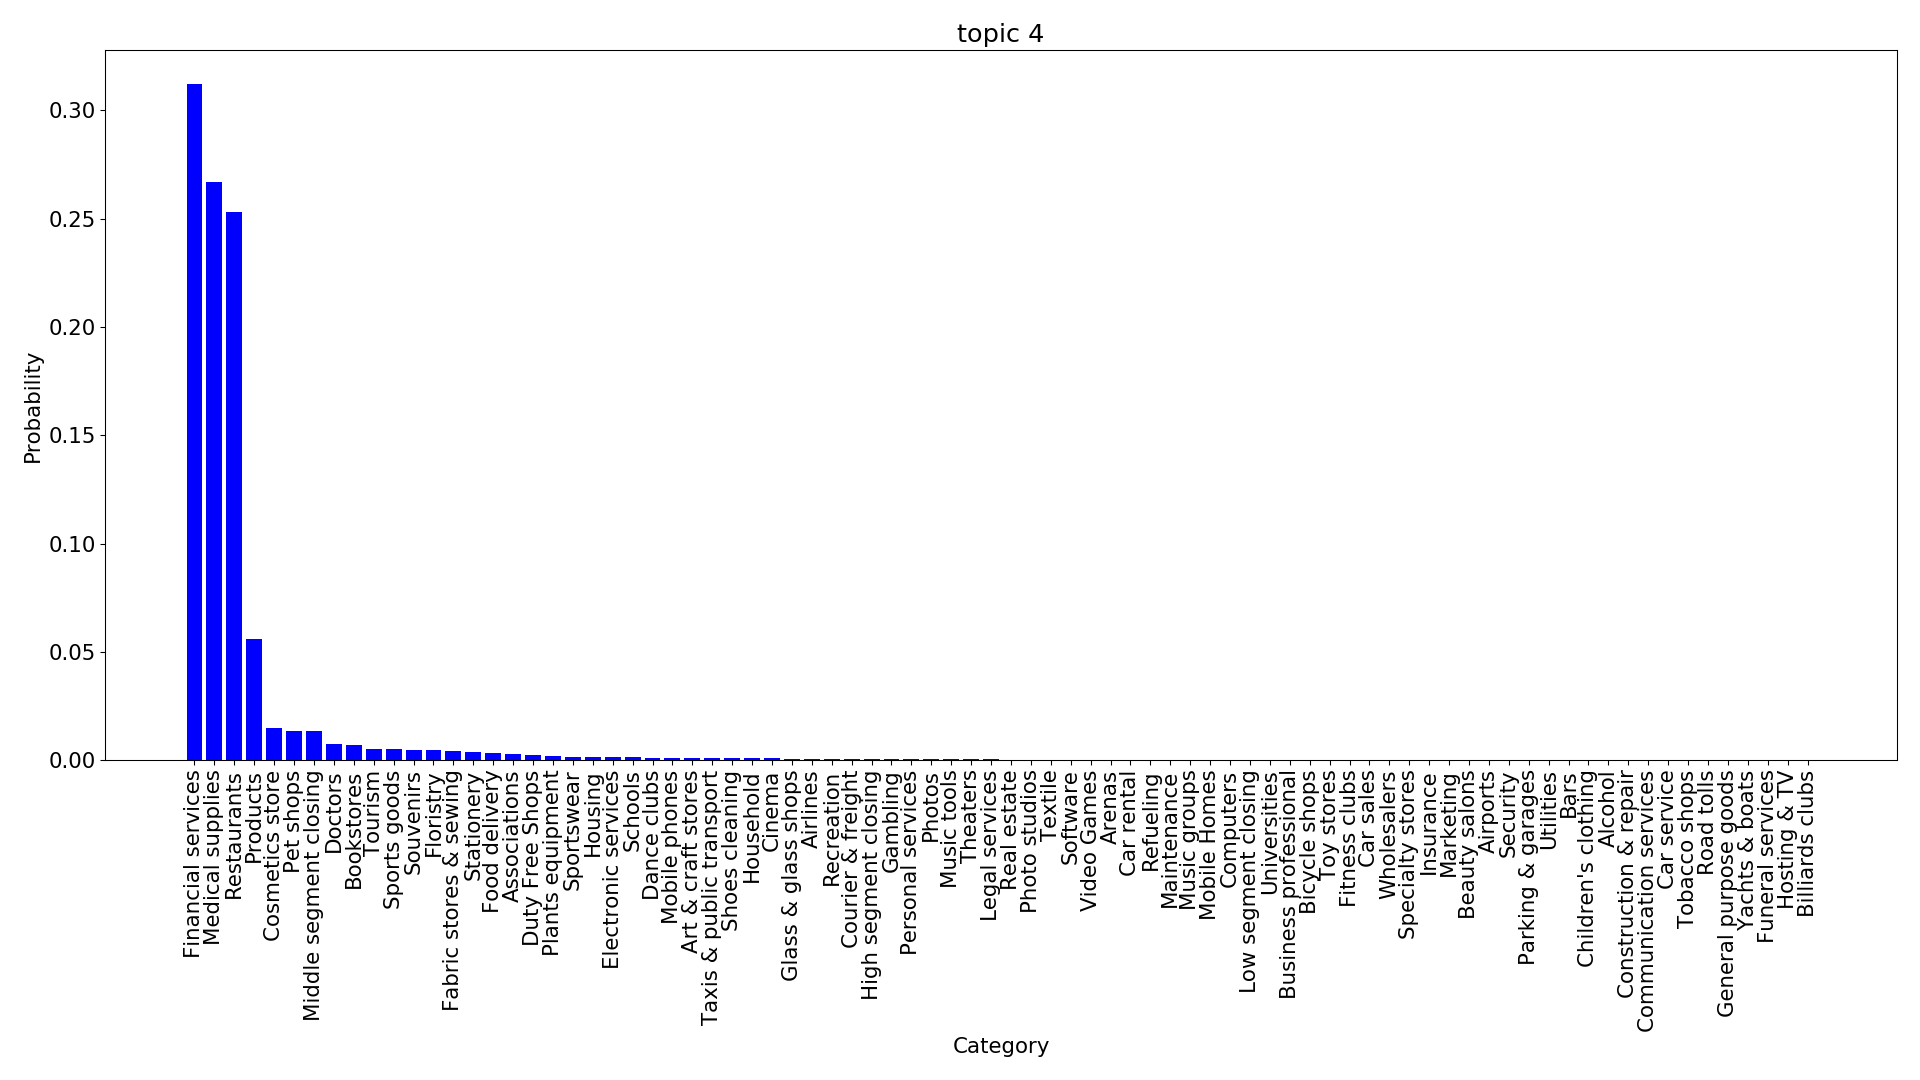 topic 4
Probability
0.30
0.25
0.20
0.15
0.10
0.05
0.00
Financial services
Medical supplies
Restaurants
Products
Cosmetics store
Pet shops
Middle segment closing
Doctors
Bookstores
Tourism
Sports goods
Souvenirs
Floristry
Fabric stores & sewing
Stationery
Food delivery
Associations
Duty Free Shops
Plants equipment
Sportswear
Housing
Electronic services
Schools
Dance clubs
Mobile phones
Art & craft stores
Taxis & public transport
Shoes cleaning
Household
Cinema
Glass & glass shops
Airlines
Recreation
Courier & freight
High segment closing
Gambling
Personal services
Photos
Music tools
Theaters
Legal services
Real estate
Photo studios
Textile
Software
Video Games
Arenas
Car rental
Refueling
Maintenance
Music groups
Mobile Homes
Computers
Low segment closing
Universities
Business professional
Bicycle shops
Toy stores
Fitness clubs
Car sales
Wholesalers
Specialty stores
Insurance
Marketing
Beauty salons
Airports
Security
Parking & garages
Utilities
Bars
Children's clothing
Alcohol
Construction & repair
Communication services
Car service
Tobacco shops
Road tolls
General purpose goods
Yachts & boats
Funeral services
Hosting & TV
Billiards clubs
Category